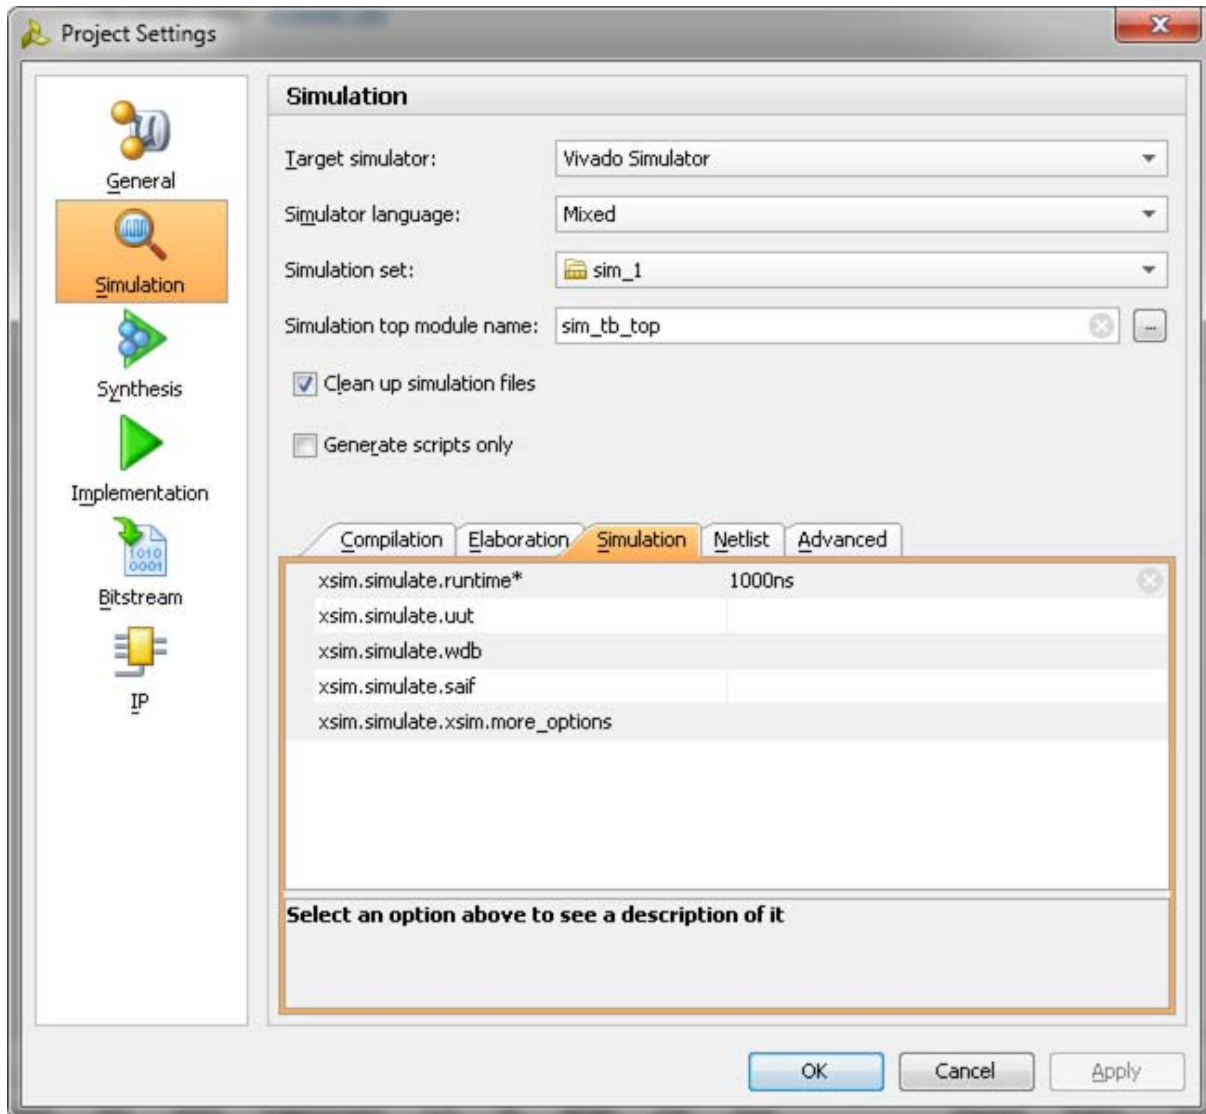 Project Settings
General
Simulation
Synthesis
Implementation
1010
0001
Bitstream
IP
Simulation
Target simulator: Vivado Simulator
Simulator language: Mixed
Simulation set: sim_1
Simulation top module name: sim_tb_top ...
Clean up simulation files
Generate scripts only
Compilation Elaboration Simulation Netlist Advanced
xsim.simulate.runtime* 1000ns
xsim.simulate.uut
xsim.simulate.wdb
xsim.simulate.saif
xsim.simulate.xsim.more_options
Select an option above to see a description of it
OK Cancel Apply